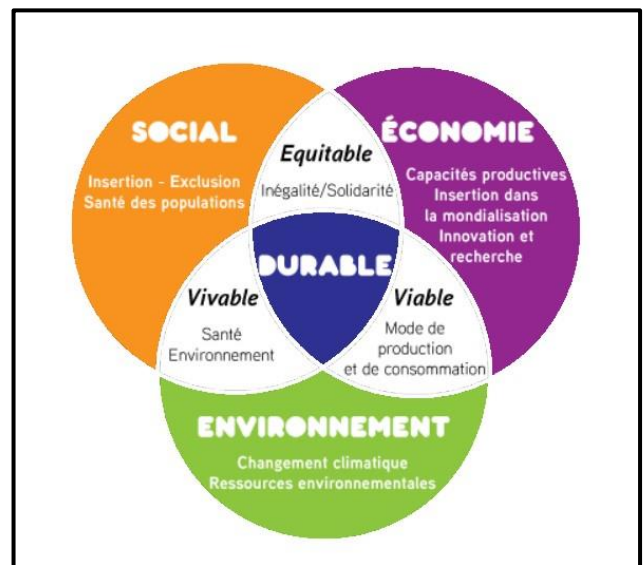 SOCIAL
Insertion - Exclusion
Santé des populations
Equitable
Inégalité/Solidarité
ÉCONOMIE
Capacités productives
Insertion dans
la mondialisation
Innovation et
recherche
DURABLE
Vivable
Santé
Environnement
Viable
Mode de
production
et de consommation
ENVIRONNEMENT
Changement climatique
Ressources environnementales